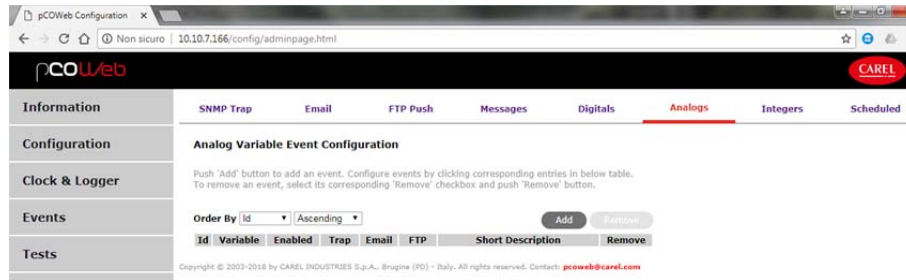 pCOWeb Configuration
Non sicuro | 10.10.7.166/config/adminpage.html
pCOWeb
CAREL
Information
SNMP Trap Email FTP Push Messages Digitals Analogs Integers Scheduled
Configuration
Analog Variable Event Configuration
Push 'Add' button to add an event. Configure events by clicking corresponding entries in below table.
To remove an event, select its corresponding 'Remove' checkbox and push 'Remove' button.
Clock & Logger
Events
Order By Id Ascending Add Remove
Id Variable Enabled Trap Email FTP Short Description Remove
Tests
Copyright © 2003-2018 by CAREL INDUSTRIES S.p.A., Brugine (PD) - Italy. All rights reserved. Contact: pcoweb@carel.com